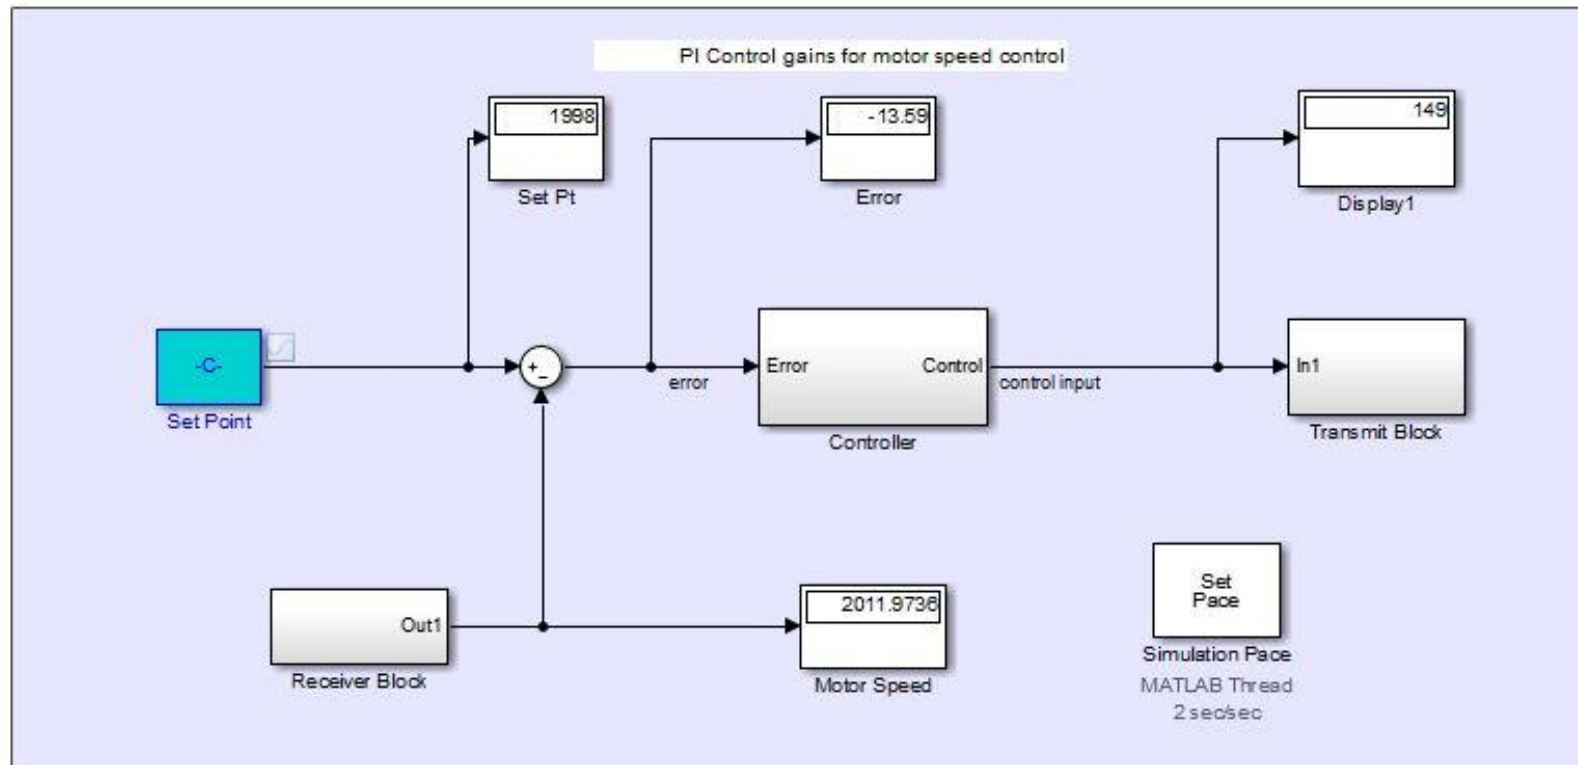 PI Control gains for motor speed control
1998
Set Pt
-13.59
Error
149
Display1
-C-
Set Point
+
_
error
Error
Control
Controller
control input
In1
Transmit Block
Out1
Receiver Block
2011.9736
Motor Speed
Set
Pace
Simulation Pace
MATLAB Thread
2 sec/sec